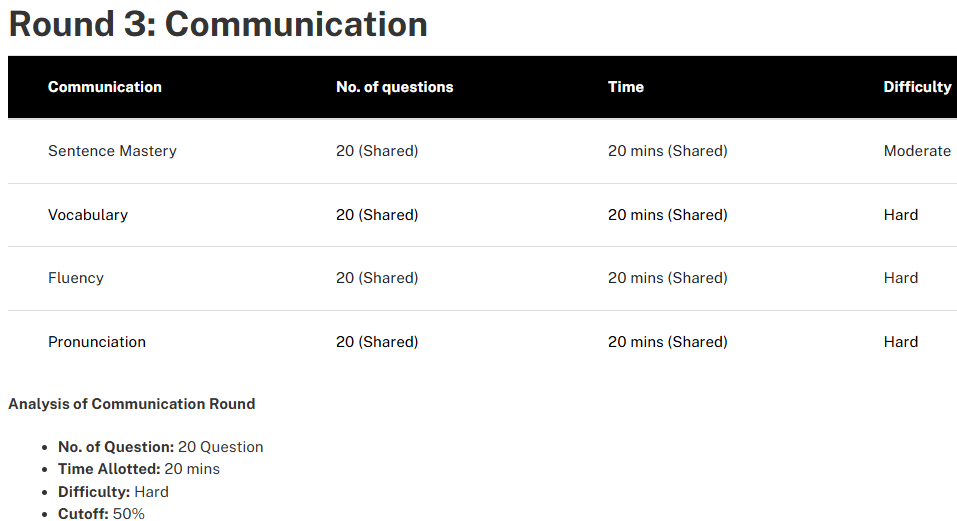 Round 3: Communication
Communication No. of questions Time Difficulty
Sentence Mastery 20 (Shared) 20 mins (Shared) Moderate
Vocabulary 20 (Shared) 20 mins (Shared) Hard
Fluency 20 (Shared) 20 mins (Shared) Hard
Pronunciation 20 (Shared) 20 mins (Shared) Hard
Analysis of Communication Round
• No. of Question: 20 Question
• Time Allotted: 20 mins
• Difficulty: Hard
• Cutoff: 50%